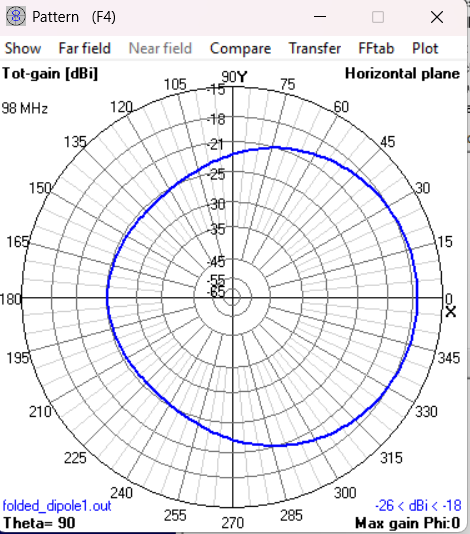 Pattern (F4)
Show Far field Near field Compare Transfer FFtab Plot
Tot-gain [dBi] Horizontal plane
98 MHz
90 Y
105 75
120 60
135 45
150 30
165 15
180 0 X
195 345
210 330
225 315
240 300
255 270 285
-15
-18
-21
-25
-30
-35
-45
-55
-65
folded_dipole1.out -26 < dBi < -18
Theta= 90 Max gain Phi:0